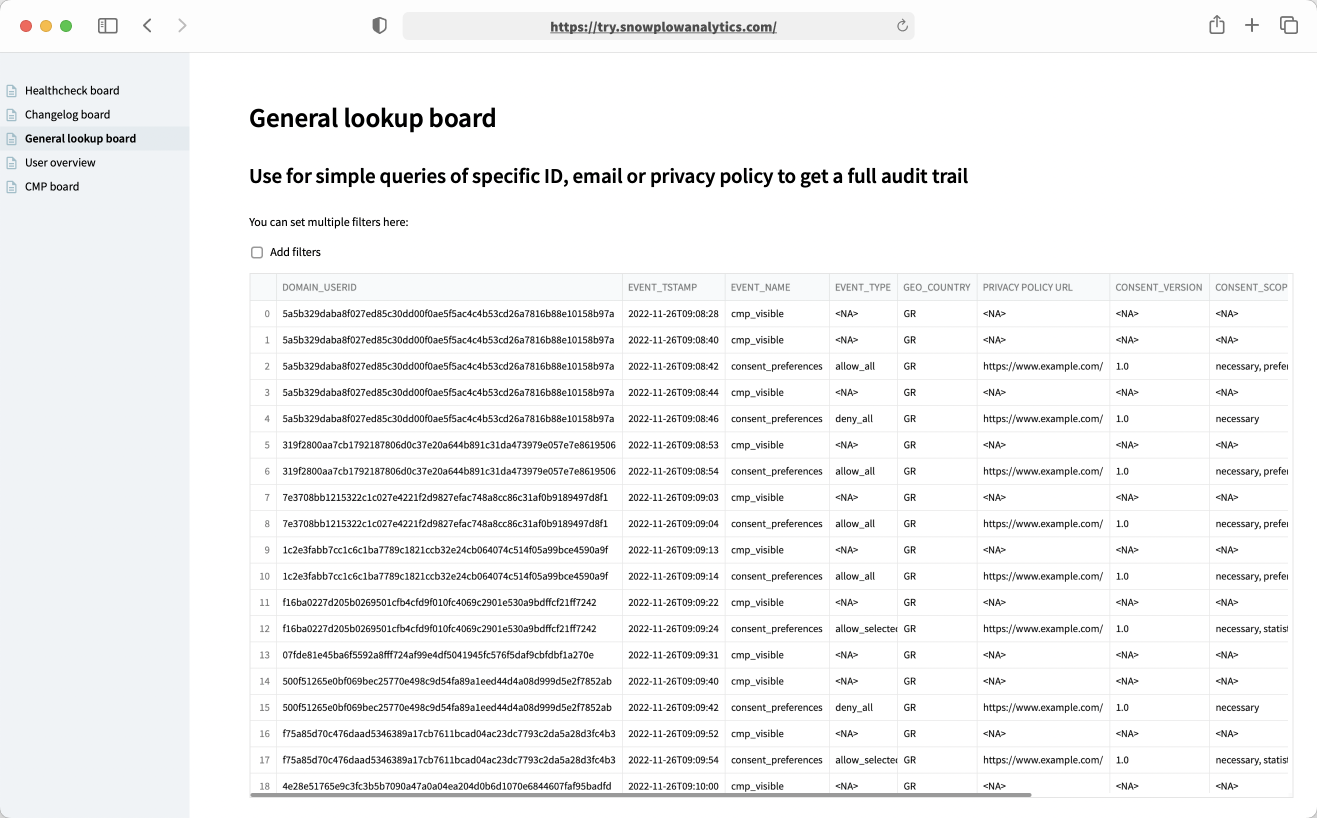 https://try.snowplowanalytics.com/
Healthcheck board
Changelog board
General lookup board
User overview
CMP board
General lookup board
Use for simple queries of specific ID, email or privacy policy to get a full audit trail
You can set multiple filters here:
Add filters
DOMAIN_USERID EVENT_TSTAMP EVENT_NAME EVENT_TYPE GEO_COUNTRY PRIVACY POLICY URL CONSENT_VERSION CONSENT_SCOP
0 5a5b329daba8f027ed85c30dd00f0ae5f5ac4c4b53cd26a7816b88e10158b97a 2022-11-26T09:08:28 cmp_visible <NA> GR <NA> <NA> <NA>
1 5a5b329daba8f027ed85c30dd00f0ae5f5ac4c4b53cd26a7816b88e10158b97a 2022-11-26T09:08:40 cmp_visible <NA> GR <NA> <NA> <NA>
2 5a5b329daba8f027ed85c30dd00f0ae5f5ac4c4b53cd26a7816b88e10158b97a 2022-11-26T09:08:42 consent_preferences allow_all GR https://www.example.com/ 1.0 necessary, prefer
3 5a5b329daba8f027ed85c30dd00f0ae5f5ac4c4b53cd26a7816b88e10158b97a 2022-11-26T09:08:44 cmp_visible <NA> GR <NA> <NA> <NA>
4 5a5b329daba8f027ed85c30dd00f0ae5f5ac4c4b53cd26a7816b88e10158b97a 2022-11-26T09:08:46 consent_preferences deny_all GR https://www.example.com/ 1.0 necessary
5 319f2800aa7cb1792187806d0c37e20a644b891c31da473979e057e7e8619506 2022-11-26T09:08:53 cmp_visible <NA> GR <NA> <NA> <NA>
6 319f2800aa7cb1792187806d0c37e20a644b891c31da473979e057e7e8619506 2022-11-26T09:08:54 consent_preferences allow_all GR https://www.example.com/ 1.0 necessary, prefer
7 7e3708bb1215322c1c027e4221f2d9827efac748a8cc86c31af0b9189497d8f1 2022-11-26T09:09:03 cmp_visible <NA> GR <NA> <NA> <NA>
8 7e3708bb1215322c1c027e4221f2d9827efac748a8cc86c31af0b9189497d8f1 2022-11-26T09:09:04 consent_preferences allow_all GR https://www.example.com/ 1.0 necessary, prefer
9 1c2e3fabb7cc1c6c1ba7789c1821ccb32e24cb064074c514f05a99bce4590a9f 2022-11-26T09:09:13 cmp_visible <NA> GR <NA> <NA> <NA>
10 1c2e3fabb7cc1c6c1ba7789c1821ccb32e24cb064074c514f05a99bce4590a9f 2022-11-26T09:09:14 consent_preferences allow_all GR https://www.example.com/ 1.0 necessary, prefer
11 f16ba0227d205b0269501cfb4cfd9f010fc4069c2901e530a9bdffcf21ff7242 2022-11-26T09:09:22 cmp_visible <NA> GR <NA> <NA> <NA>
12 f16ba0227d205b0269501cfb4cfd9f010fc4069c2901e530a9bdffcf21ff7242 2022-11-26T09:09:24 consent_preferences allow_selected GR https://www.example.com/ 1.0 necessary, statist
13 07fde81e45ba6f5592a8fff724af99e4df5041945fc576f5daf9cbfdbf1a270e 2022-11-26T09:09:31 cmp_visible <NA> GR <NA> <NA> <NA>
14 500f51265e0bf069bec25770e498c9d54fa89a1eed44d4a08d999d5e2f7852ab 2022-11-26T09:09:40 cmp_visible <NA> GR <NA> <NA> <NA>
15 500f51265e0bf069bec25770e498c9d54fa89a1eed44d4a08d999d5e2f7852ab 2022-11-26T09:09:42 consent_preferences deny_all GR https://www.example.com/ 1.0 necessary
16 f75a85d70c476daad5346389a17cb7611bcad04ac23dc7793c2da5a28d3fc4b3 2022-11-26T09:09:52 cmp_visible <NA> GR <NA> <NA> <NA>
17 f75a85d70c476daad5346389a17cb7611bcad04ac23dc7793c2da5a28d3fc4b3 2022-11-26T09:09:54 consent_preferences allow_selected GR https://www.example.com/ 1.0 necessary, statist
18 4e28e51765e9c3fc3b5b7090a47a0a04ea204d0b6d1070e6844607faf95badfd 2022-11-26T09:10:00 cmp_visible <NA> GR <NA> <NA> <NA>